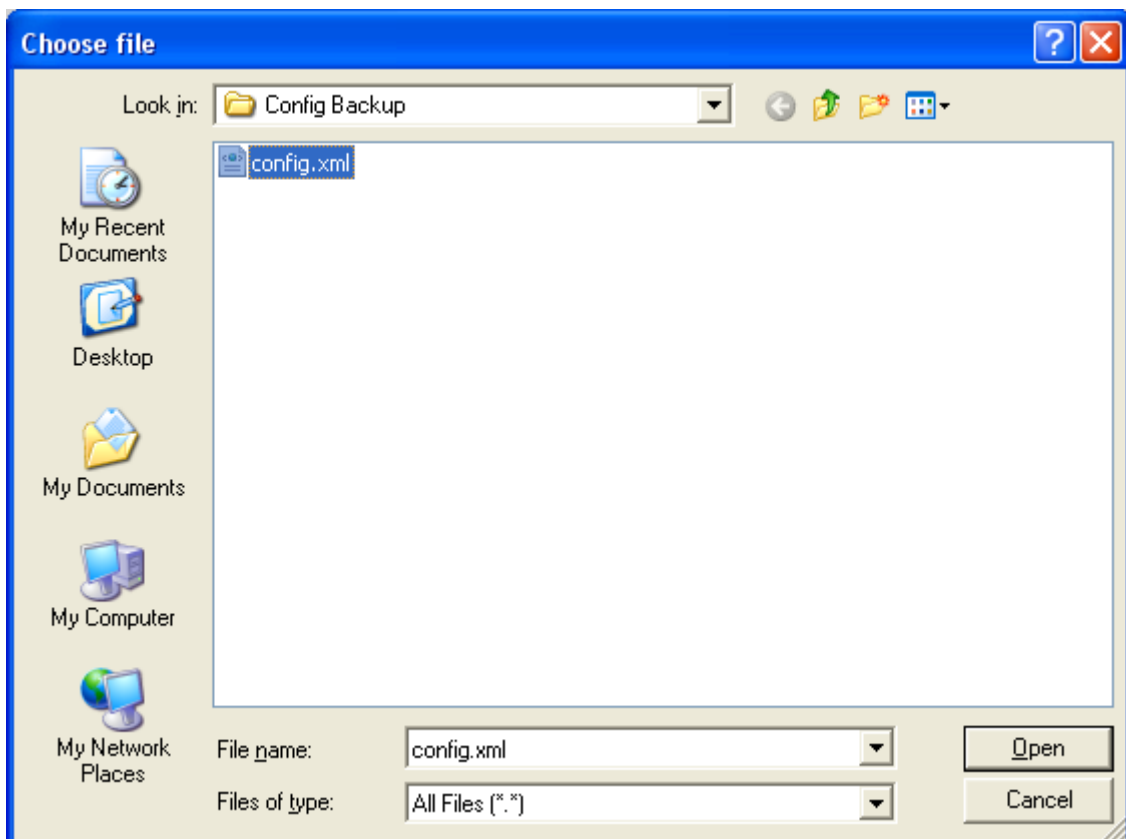 Choose file
Look in:
Config Backup
config.xml
My Recent
Documents
Desktop
My Documents
My Computer
My Network
Places
File name:
config.xml
Open
Files of type:
All Files (*.*)
Cancel